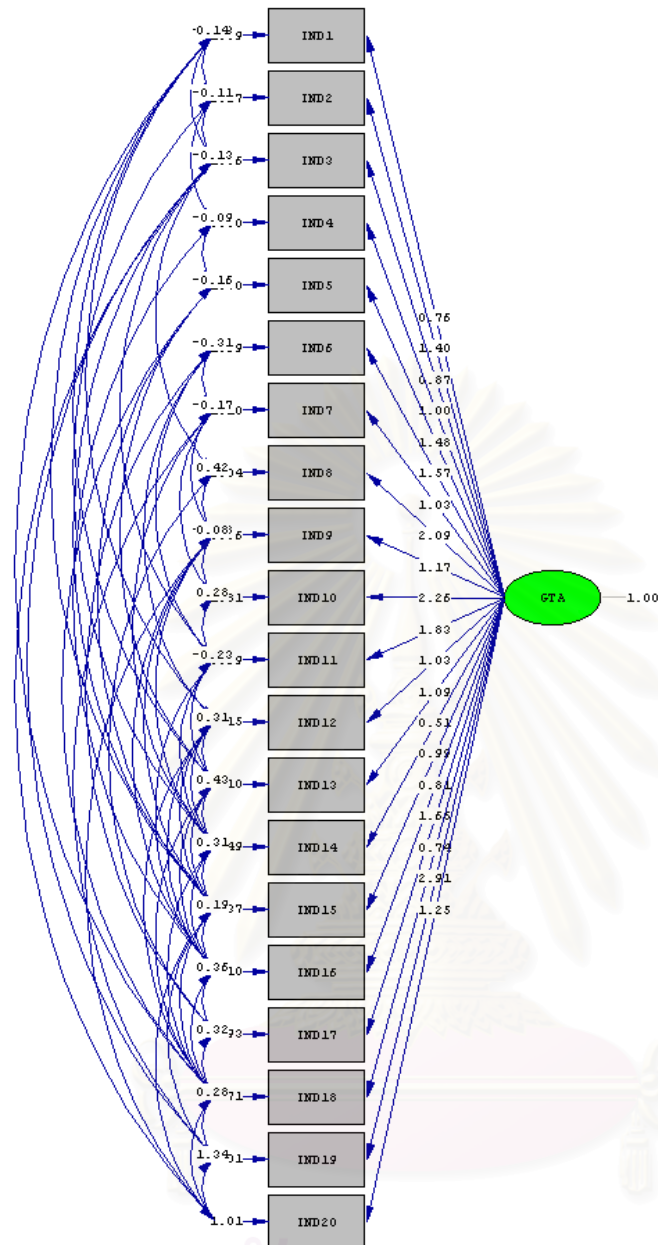 -0.14 IND1
-0.11 IND2
-0.13 IND3
-0.09 IND4
-0.16 IND5
-0.31 IND6
-0.17 IND7
0.42 IND8
-0.08 IND9
0.28 IND10
-0.23 IND11
0.31 IND12
0.43 IND13
0.31 IND14
0.19 IND15
0.36 IND16
0.32 IND17
0.28 IND18
1.34 IND19
1.01 IND20
0.76
1.40
0.87
1.00
1.48
1.57
1.03
2.09
1.17
2.26
1.83
1.03
1.09
0.51
0.99
0.81
1.66
0.74
2.91
1.25
GTA 1.00